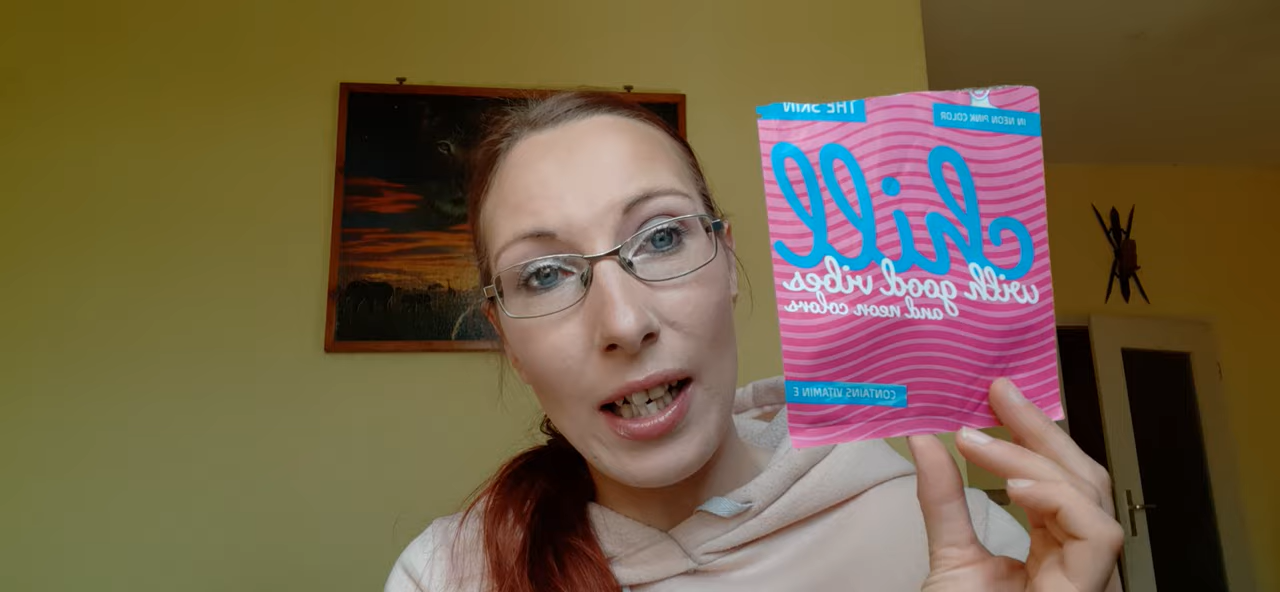 THE SKIN
IN NEON PINK COLOR
chill
with good vibes
and neon colors
CONTAINS VITAMIN E